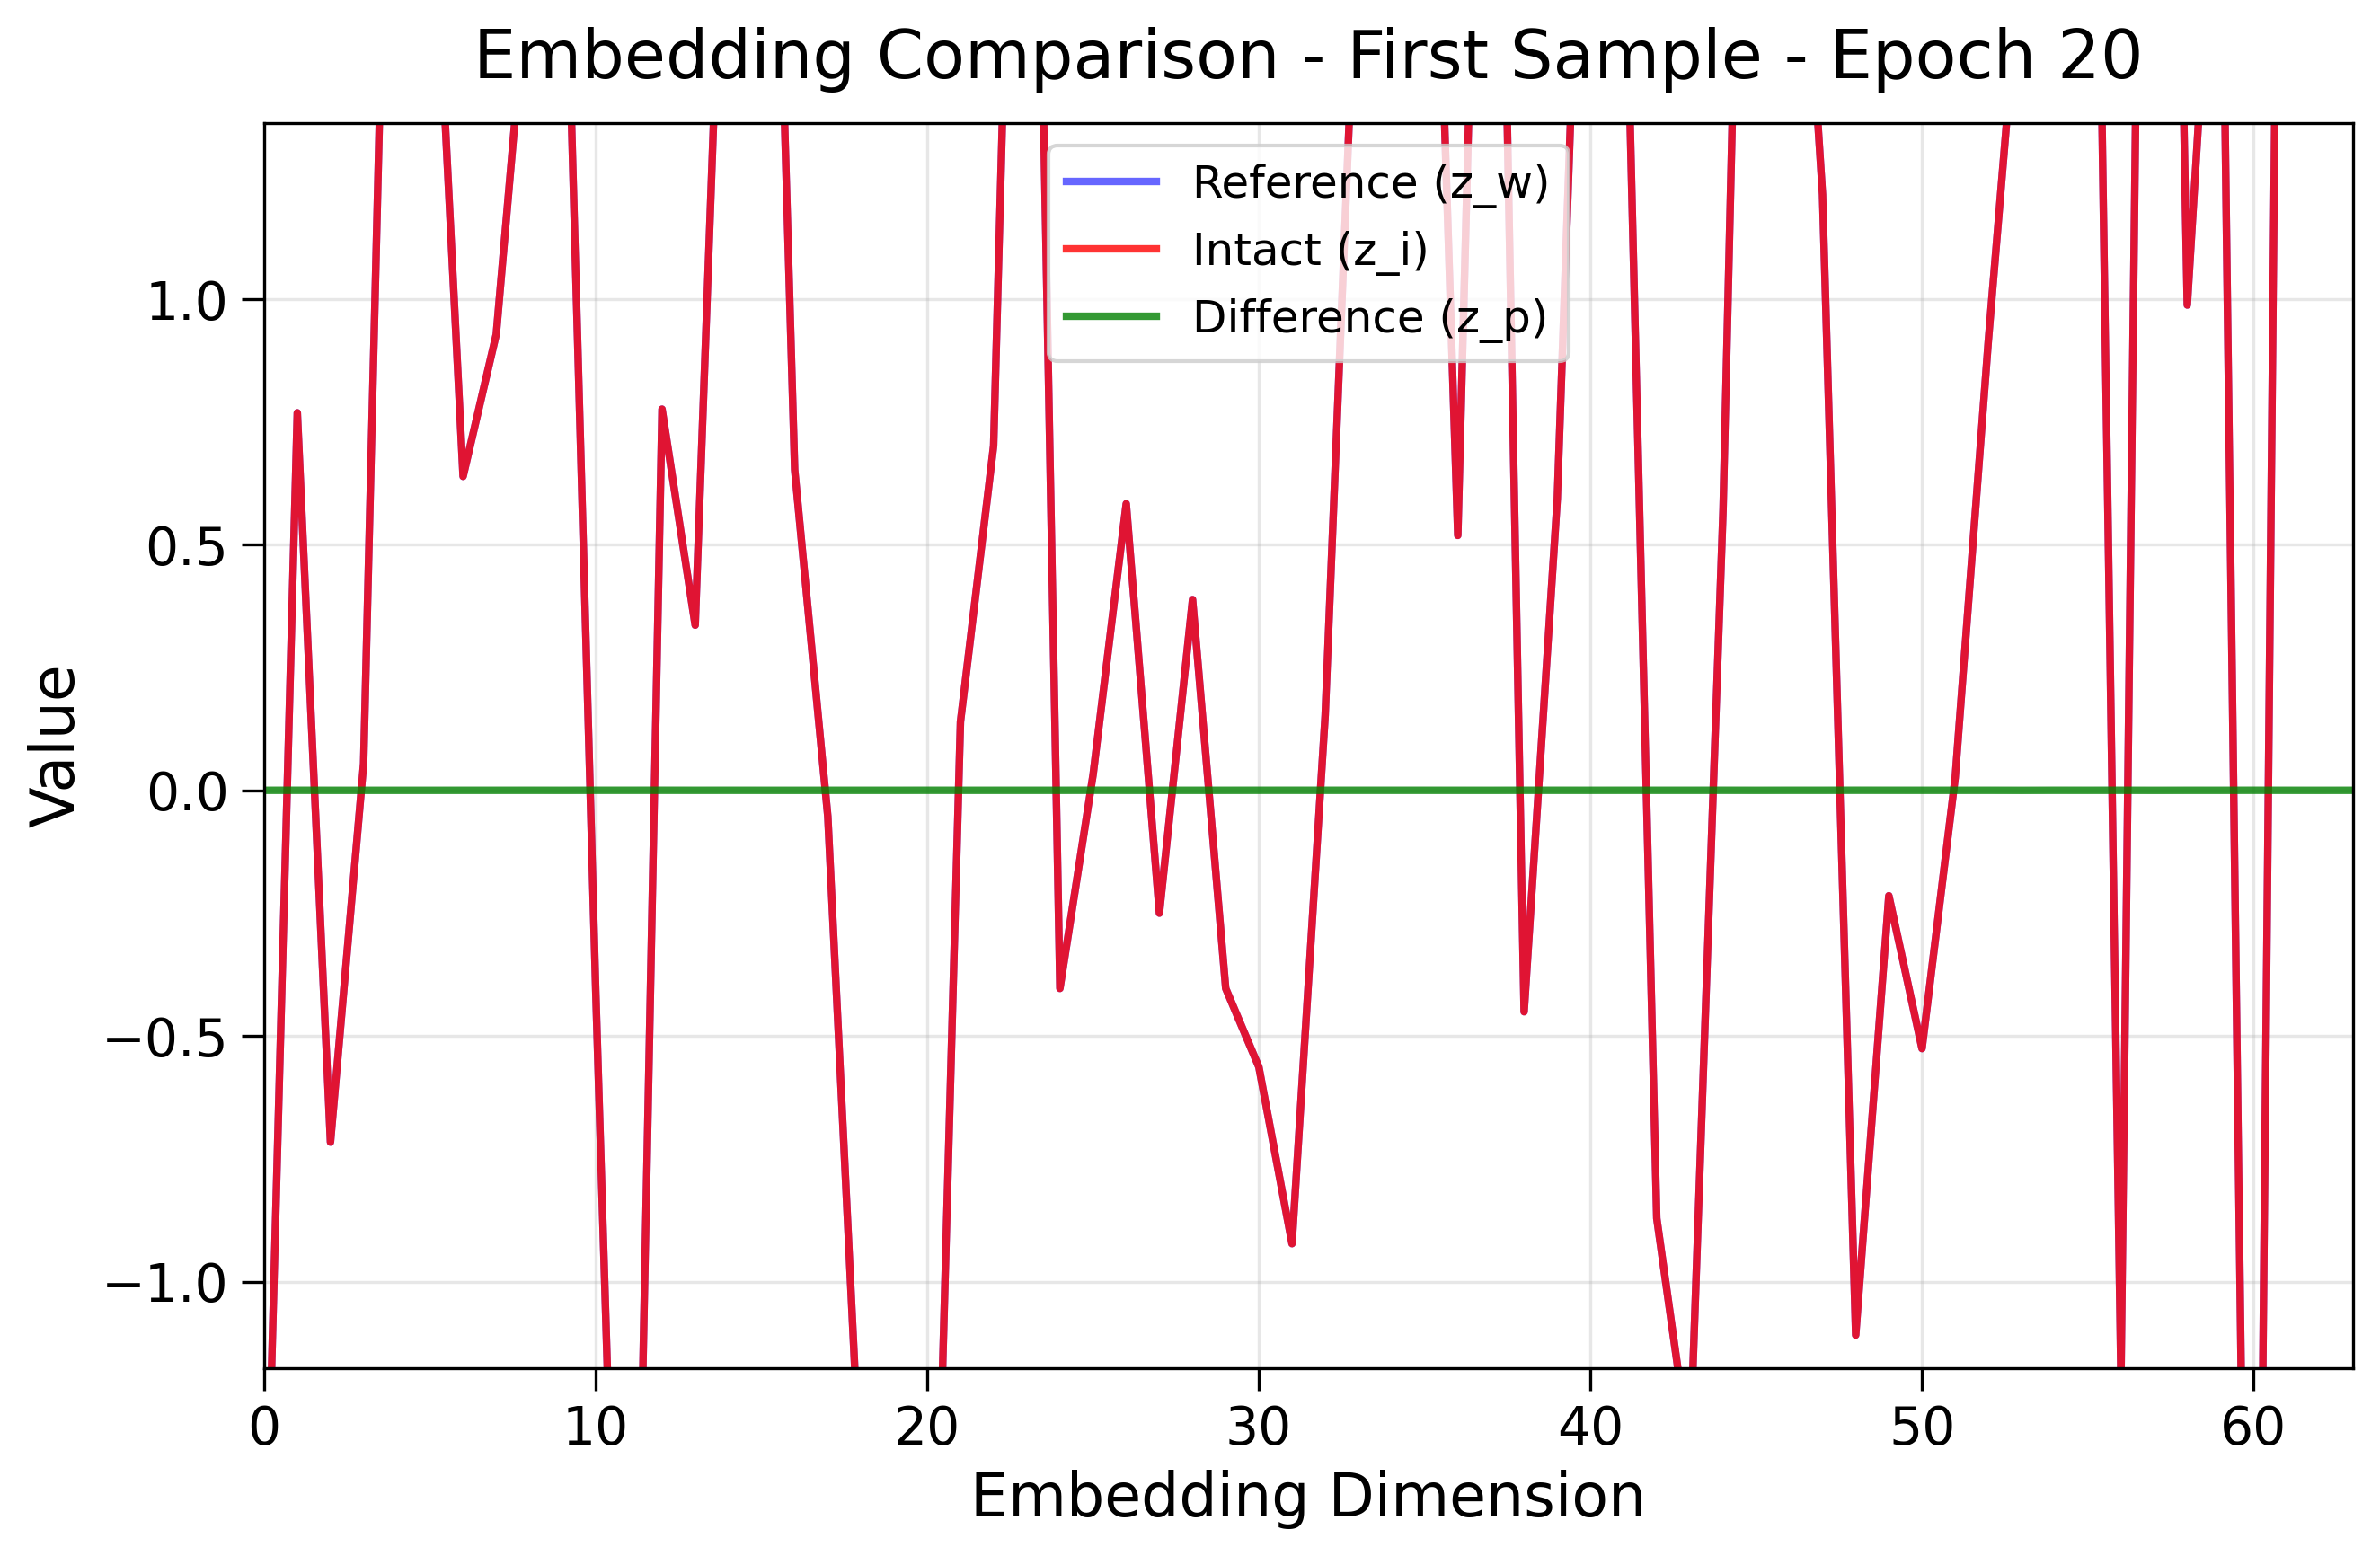 Embedding Comparison - First Sample - Epoch 20
Reference (z_w)
Intact (z_i)
Difference (z_p)
1.0
0.5
0.0
−0.5
−1.0
Value
0 10 20 30 40 50 60
Embedding Dimension